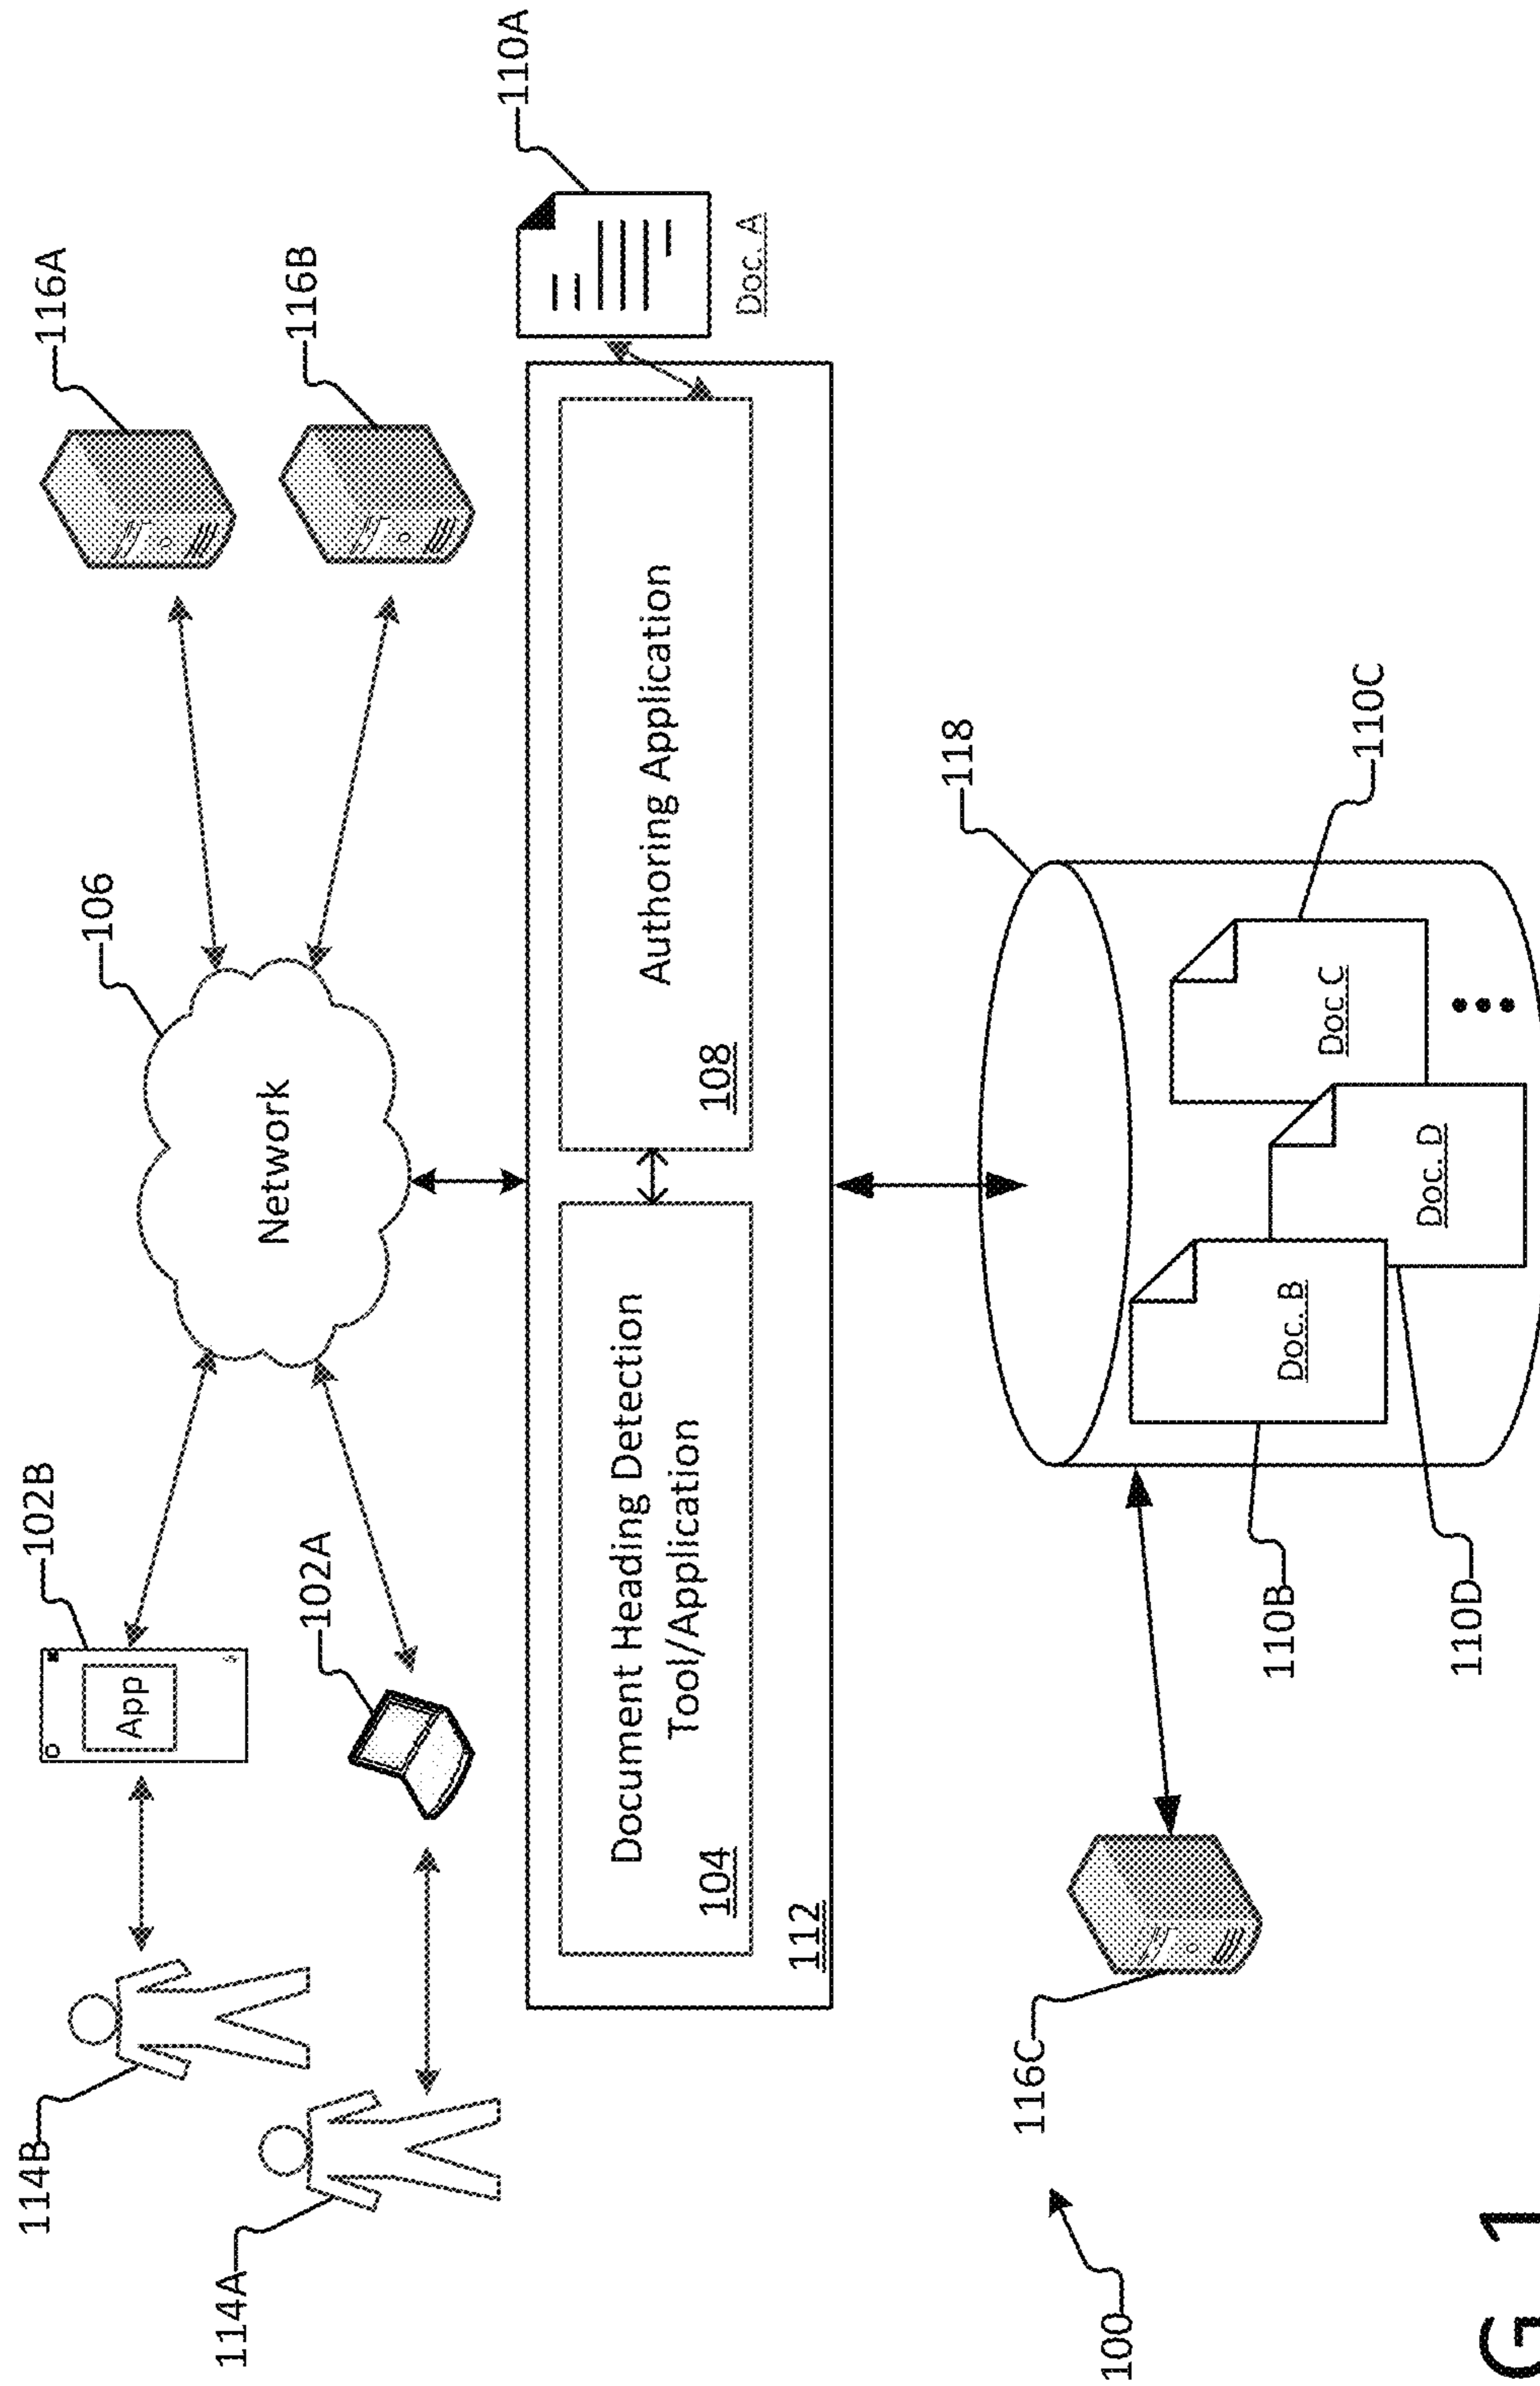 114B
102B
App
106
116A
Network
114A
102A
116B
110A
Document Heading Detection
Tool/Application
Authoring Application
104
108
Doc. A
112
118
116C
100
Doc. B
Doc C
Doc. D
110B
110C
110D
G. 1